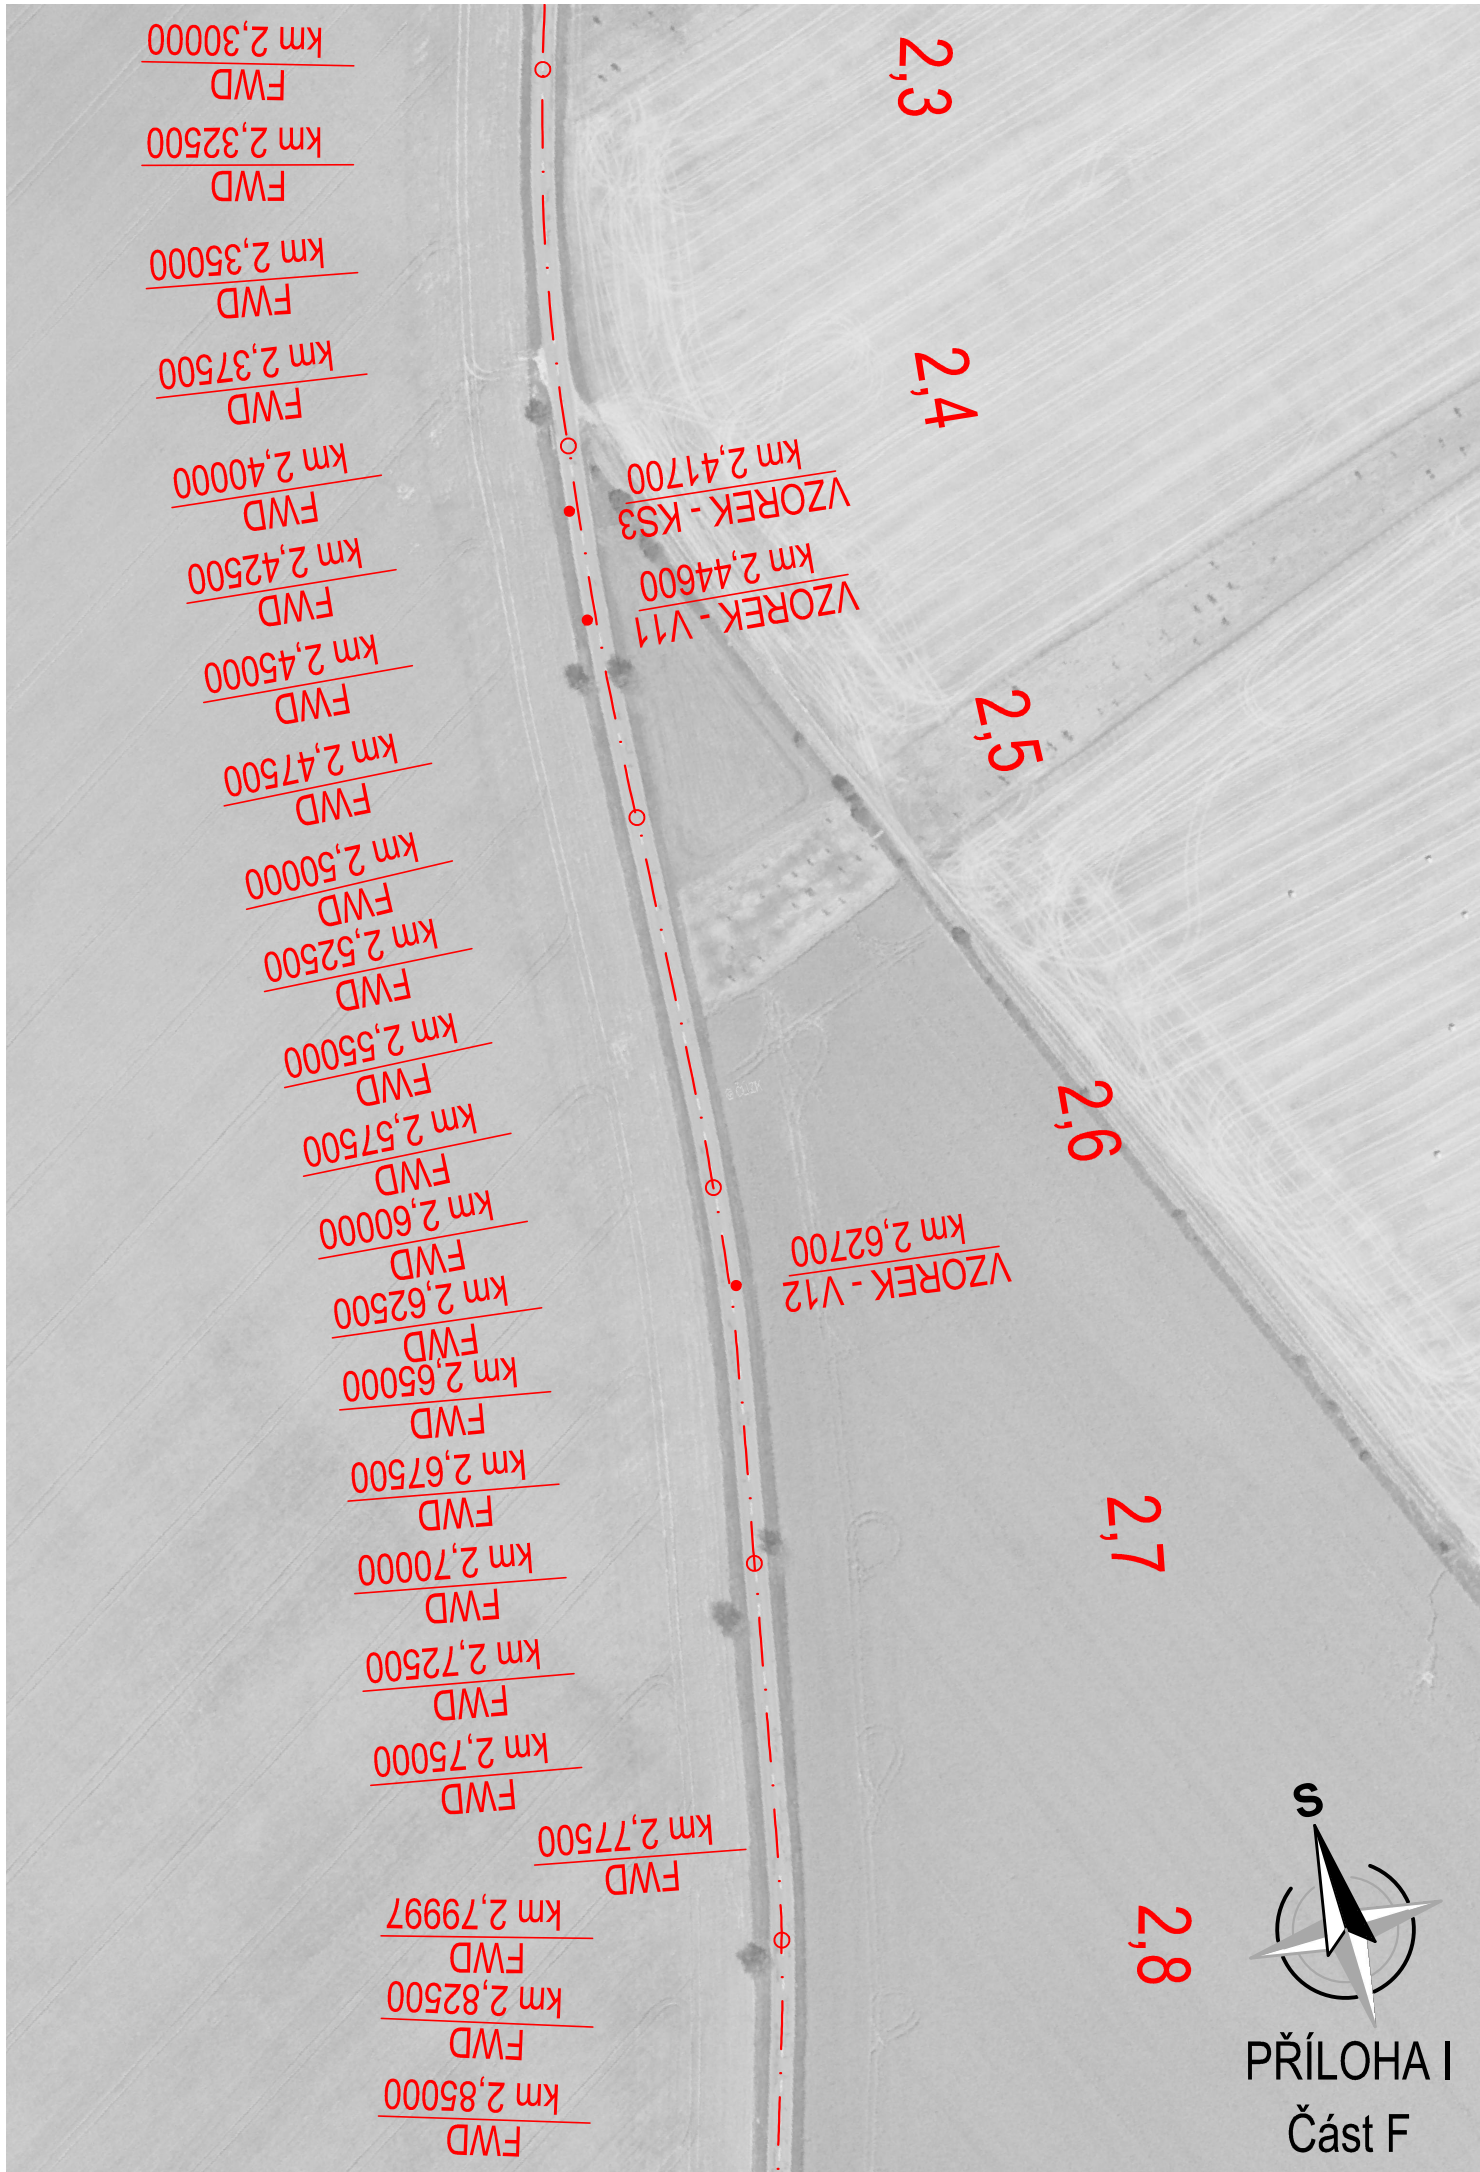 km 2,30000
FWD
km 2,32500
FWD
km 2,35000
FWD
km 2,37500
FWD
km 2,40000
FWD
km 2,42500
FWD
km 2,45000
FWD
km 2,47500
FWD
km 2,50000
FWD
km 2,52500
FWD
km 2,55000
FWD
km 2,57500
FWD
km 2,60000
FWD
km 2,62500
FWD
km 2,65000
FWD
km 2,67500
FWD
km 2,70000
FWD
km 2,72500
FWD
km 2,75000
FWD
km 2,77500
FWD
km 2,79997
FWD
km 2,82500
FWD
km 2,85000
FWD
km 2,41700
VZOREK - KS3
km 2,44600
VZOREK - V11
km 2,62700
VZOREK - V12
2,3
2,4
2,5
2,6
2,7
2,8
S
PŘÍLOHA I
Část F